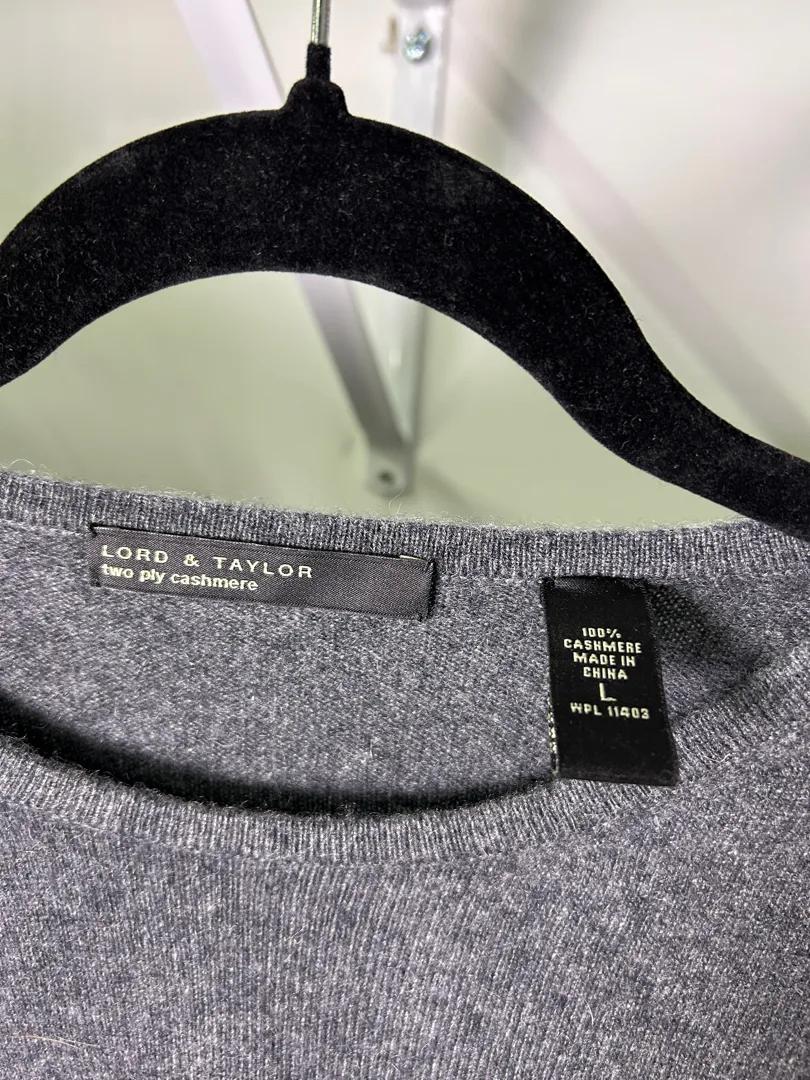 LORD & TAYLOR
two ply cashmere
100%
CASHMERE
MADE IN
CHINA
L
WPL 11403